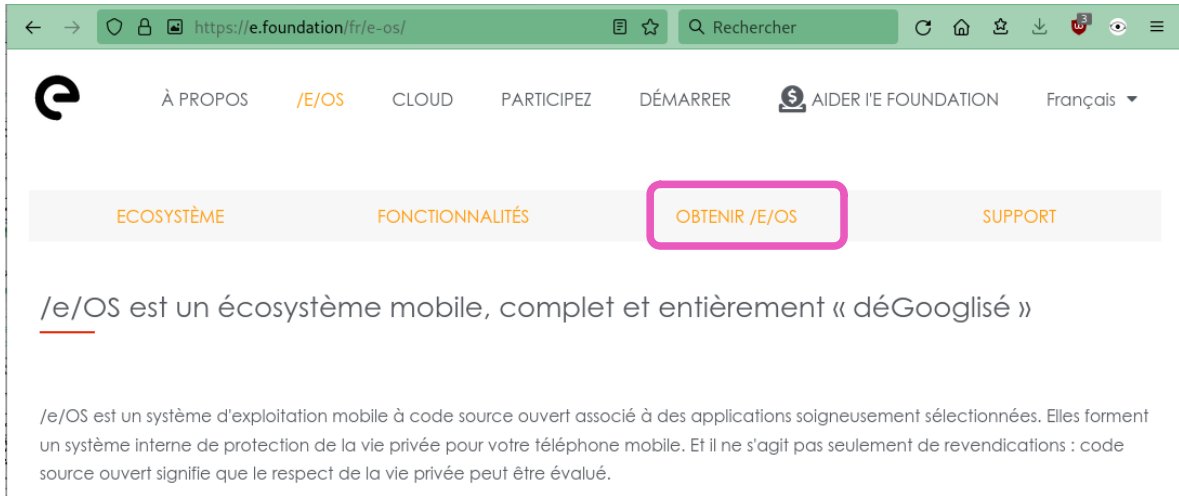 https://e.foundation/fr/e-os/ Rechercher 3
e À PROPOS /E/OS CLOUD PARTICIPEZ DÉMARRER $ AIDER l'E FOUNDATION Français
ECOSYSTÈME FONCTIONNALITÉS OBTENIR /E/OS SUPPORT
/e/OS est un écosystème mobile, complet et entièrement « déGooglisé »
/e/OS est un système d'exploitation mobile à code source ouvert associé à des applications soigneusement sélectionnées. Elles forment
un système interne de protection de la vie privée pour votre téléphone mobile. Et il ne s'agit pas seulement de revendications : code
source ouvert signifie que le respect de la vie privée peut être évalué.